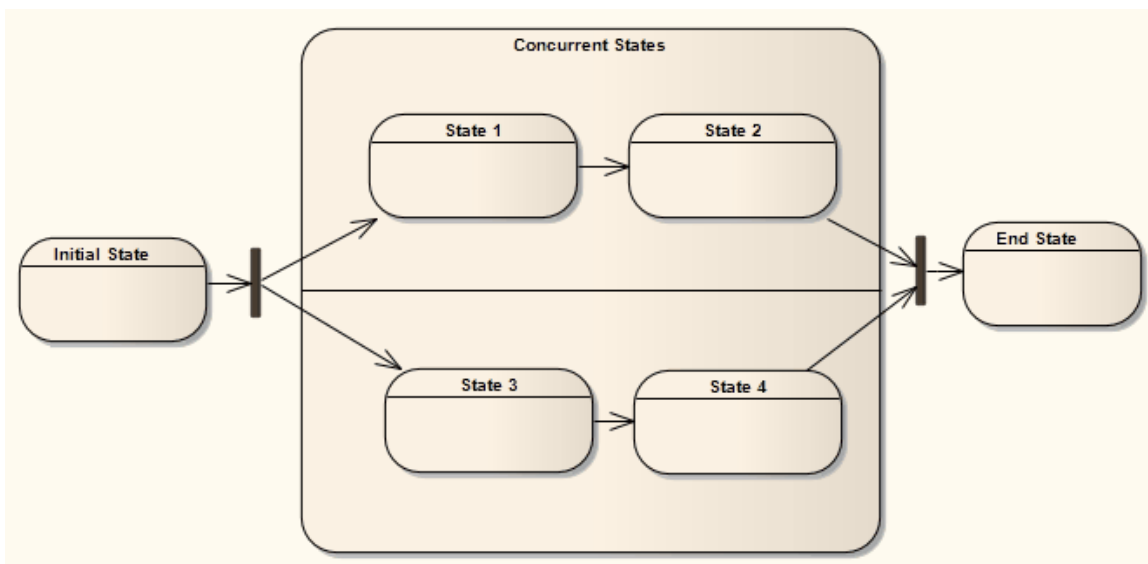 Concurrent States
State 1
State 2
Initial State
End State
State 3
State 4